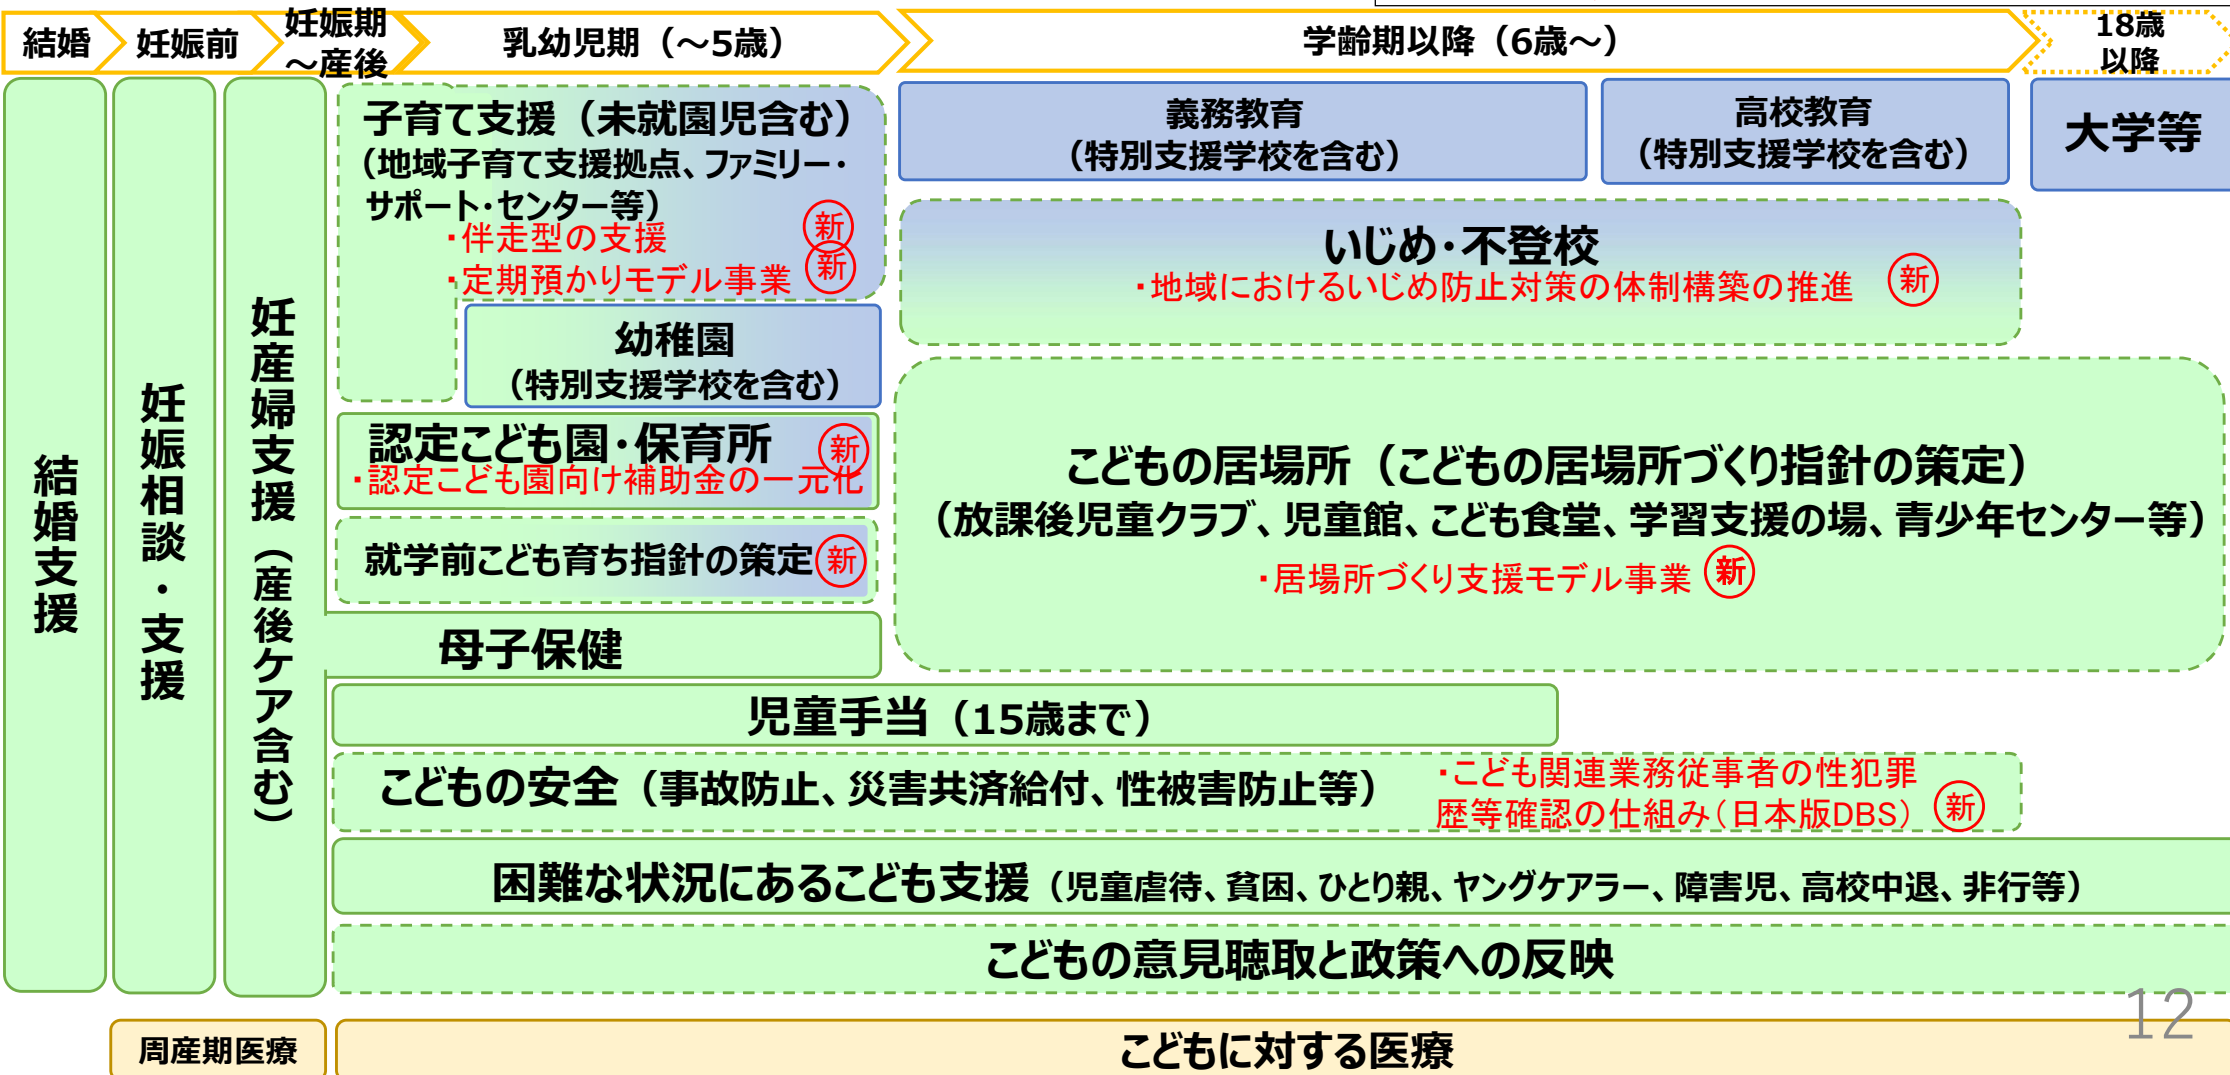 結婚
妊娠前
妊娠期
～産後
乳幼児期（～5歳）
学齢期以降（6歳～）
18歳
以降
結婚支援
妊娠相談・支援
妊産婦支援（産後ケア含む）
子育て支援（未就園児含む）
（地域子育て支援拠点、ファミリー・
サポート・センター等）
・伴走型の支援 新
・定期預かりモデル事業 新
幼稚園
（特別支援学校を含む）
認定こども園・保育所 新
・認定こども園向け補助金の一元化
就学前こども育ち指針の策定 新
母子保健
義務教育
（特別支援学校を含む）
高校教育
（特別支援学校を含む）
大学等
いじめ・不登校
・地域におけるいじめ防止対策の体制構築の推進 新
こどもの居場所（こどもの居場所づくり指針の策定）
（放課後児童クラブ、児童館、こども食堂、学習支援の場、青少年センター等）
・居場所づくり支援モデル事業 新
児童手当（15歳まで）
こどもの安全（事故防止、災害共済給付、性被害防止等）
・こども関連業務従事者の性犯罪
歴等確認の仕組み（日本版DBS） 新
困難な状況にあるこども支援（児童虐待、貧困、ひとり親、ヤングケアラー、障害児、高校中退、非行等）
こどもの意見聴取と政策への反映
周産期医療
こどもに対する医療
12